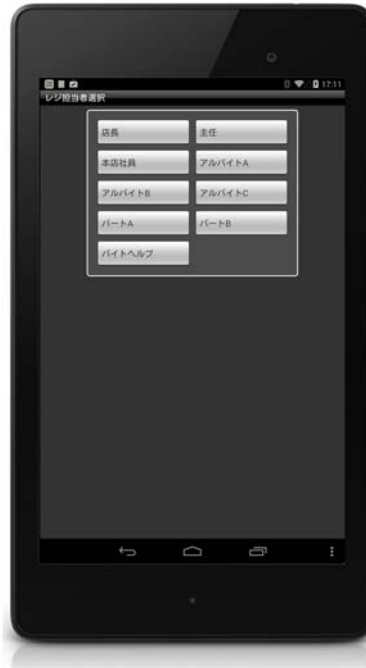 17:11
レジ担当者選択
店長 主任
本店社員 アルバイトA
アルバイトB アルバイトC
パートA パートB
バイトヘルプ